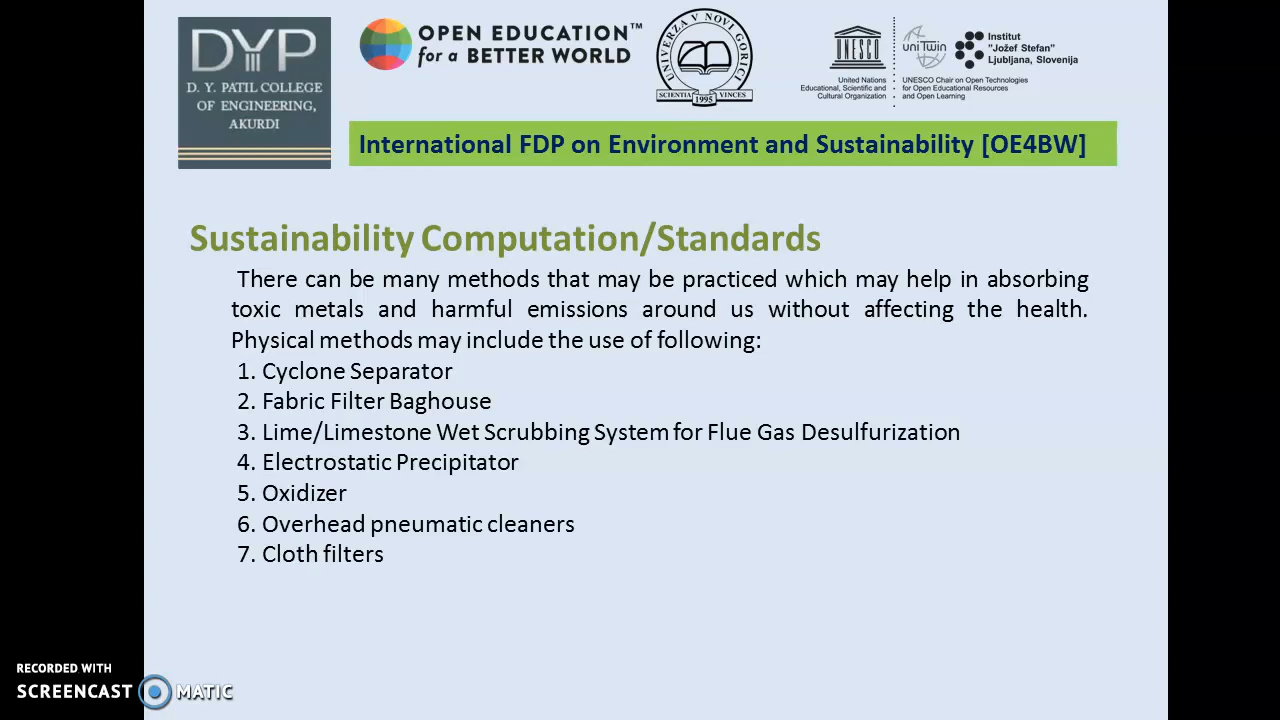 DYP
D. Y. PATIL COLLEGE
OF ENGINEERING,
AKURDI
OPEN EDUCATION™
for a BETTER WORLD
UNIVERZA V NOVI GORICI
SCIENTIA VINCES
1995
UNESCO
United Nations
Educational, Scientific and
Cultural Organization
uniTwin
Institut
"Jožef Stefan"
Ljubljana, Slovenija
UNESCO Chair on Open Technologies
for Open Educational Resources
and Open Learning
International FDP on Environment and Sustainability [OE4BW]
Sustainability Computation/Standards
There can be many methods that may be practiced which may help in absorbing
toxic metals and harmful emissions around us without affecting the health.
Physical methods may include the use of following:
1. Cyclone Separator
2. Fabric Filter Baghouse
3. Lime/Limestone Wet Scrubbing System for Flue Gas Desulfurization
4. Electrostatic Precipitator
5. Oxidizer
6. Overhead pneumatic cleaners
7. Cloth filters
RECORDED WITH
SCREENCAST MATIC